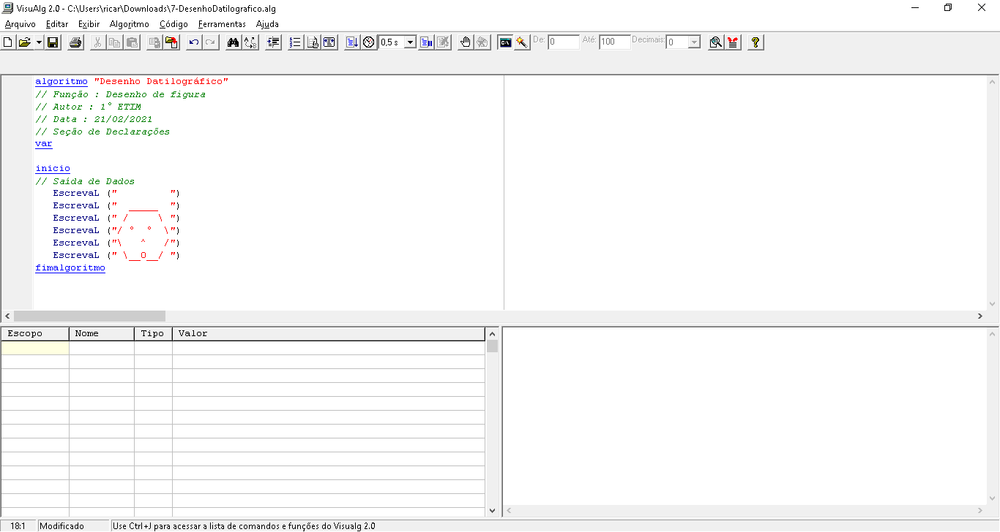 VisuAlg 2.0 - C:\Users\ricar\Downloads\7-DesenhoDatilografico.alg
Arquivo Editar Exibir Algoritmo Código Ferramentas Ajuda
0,5 s De: 0 Até: 100 Decimais: 0
algoritmo "Desenho Datilográfico"
// Função : Desenho de figura
// Autor : 1° ETIM
// Data : 21/02/2021
// Seção de Declarações
var
inicio
// Saída de Dados
   EscrevaL ("         ")
   EscrevaL ("  _____  ")
   EscrevaL (" /     \ ")
   EscrevaL ("/ °  °  \")
   EscrevaL ("\   ^   /")
   EscrevaL (" \__O__/ ")
fimalgoritmo
Escopo Nome Tipo Valor
18:1 Modificado Use Ctrl+J para acessar a lista de comandos e funções do Visualg 2.0